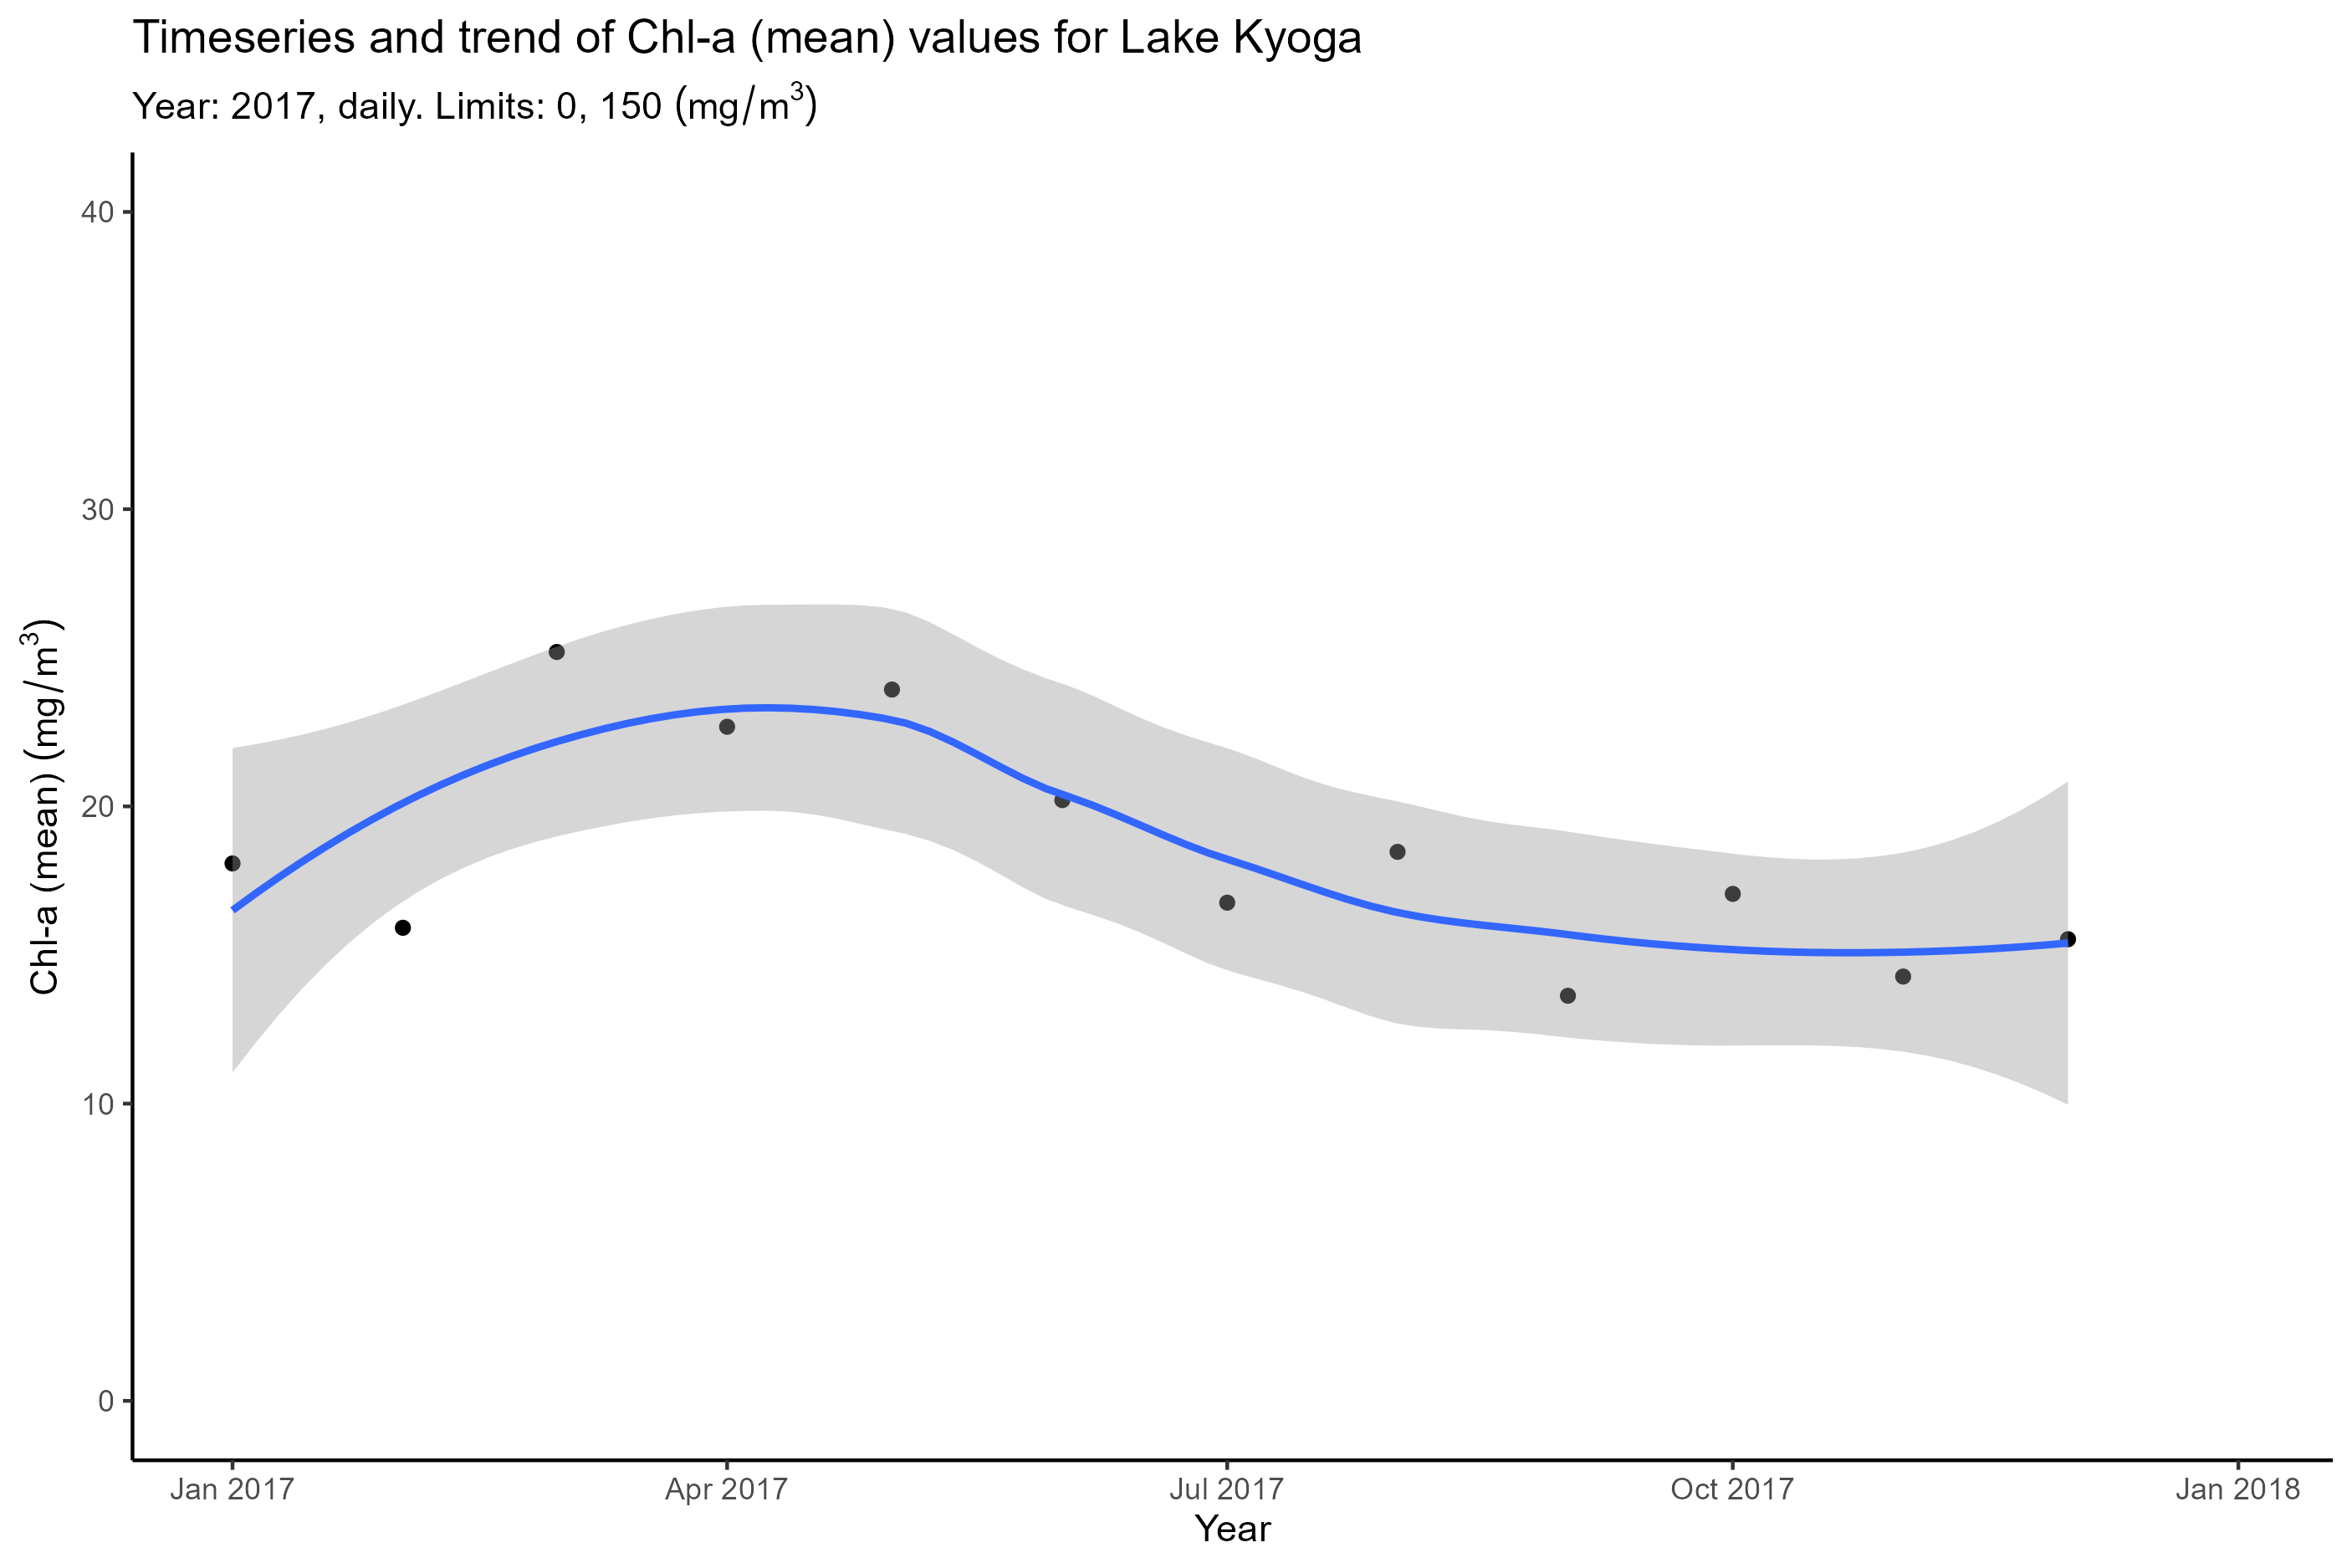 Timeseries and trend of Chl-a (mean) values for Lake Kyoga
Year: 2017, daily. Limits: 0, 150 (mg/m³)
Chl-a (mean) (mg/m³)
40
30
20
10
0
Jan 2017
Apr 2017
Jul 2017
Oct 2017
Jan 2018
Year